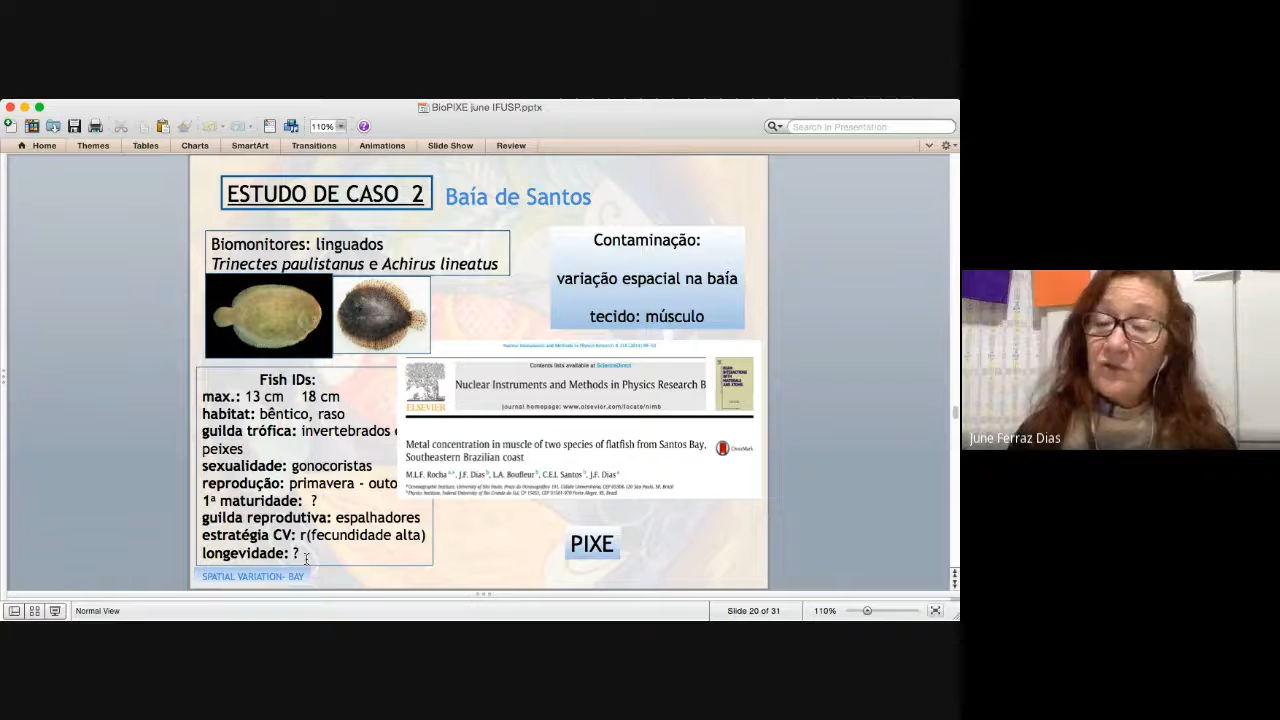 BioPIXE june IFUSP.pptx
110%
Search in Presentation
Home Themes Tables Charts SmartArt Transitions Animations Slide Show Review
ESTUDO DE CASO 2
Baía de Santos
Biomonitores: linguados
Trinectes paulistanus e Achirus lineatus
Contaminação:
variação espacial na baía
tecido: músculo
Fish IDs:
max.: 13 cm 18 cm
habitat: bêntico, raso
guilda trófica: invertebrados
peixes
sexualidade: gonocoristas
reprodução: primavera - outo
1ª maturidade: ?
guilda reprodutiva: espalhadores
estratégia CV: r(fecundidade alta)
longevidade: ?
SPATIAL VARIATION- BAY
Contents lists available at ScienceDirect
Nuclear Instruments and Methods in Physics Research B
journal homepage: www.elsevier.com/locate/nimb
ELSEVIER
Metal concentration in muscle of two species of flatfish from Santos Bay,
Southeastern Brazilian coast
CrossMark
M.L.F. Rocha, J.F. Dias, L.A. Boufleur, C.E.I. Santos, J.F. Dias
PIXE
Normal View
Slide 20 of 31
110%
June Ferraz Dias